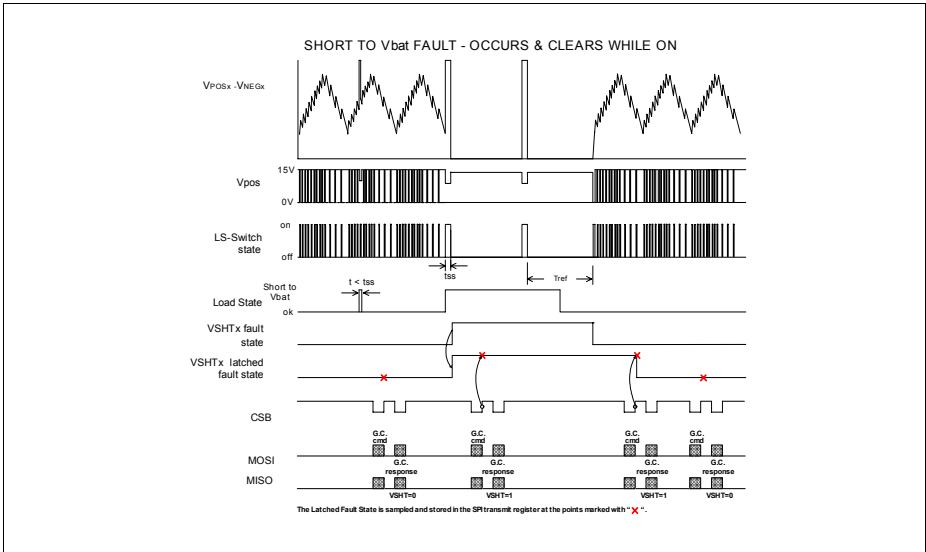 SHORT TO Vbat FAULT - OCCURS & CLEARS WHILE ON
VPOSx -VNEGx
15V
Vpos
0V
on
LS-Switch
state
off
tss
Tref
t < tss
Short to
Vbat
Load State
ok
VSHTx fault
state
VSHTx latched
fault state
CSB
G.C.
cmd
G.C.
cmd
G.C.
cmd
G.C.
cmd
MOSI
G.C.
response
G.C.
response
G.C.
response
G.C.
response
MISO
VSHT=0
VSHT=1
VSHT=1
VSHT=0
The Latched Fault State is sampled and stored in the SPI transmit register at the points marked with " X ".